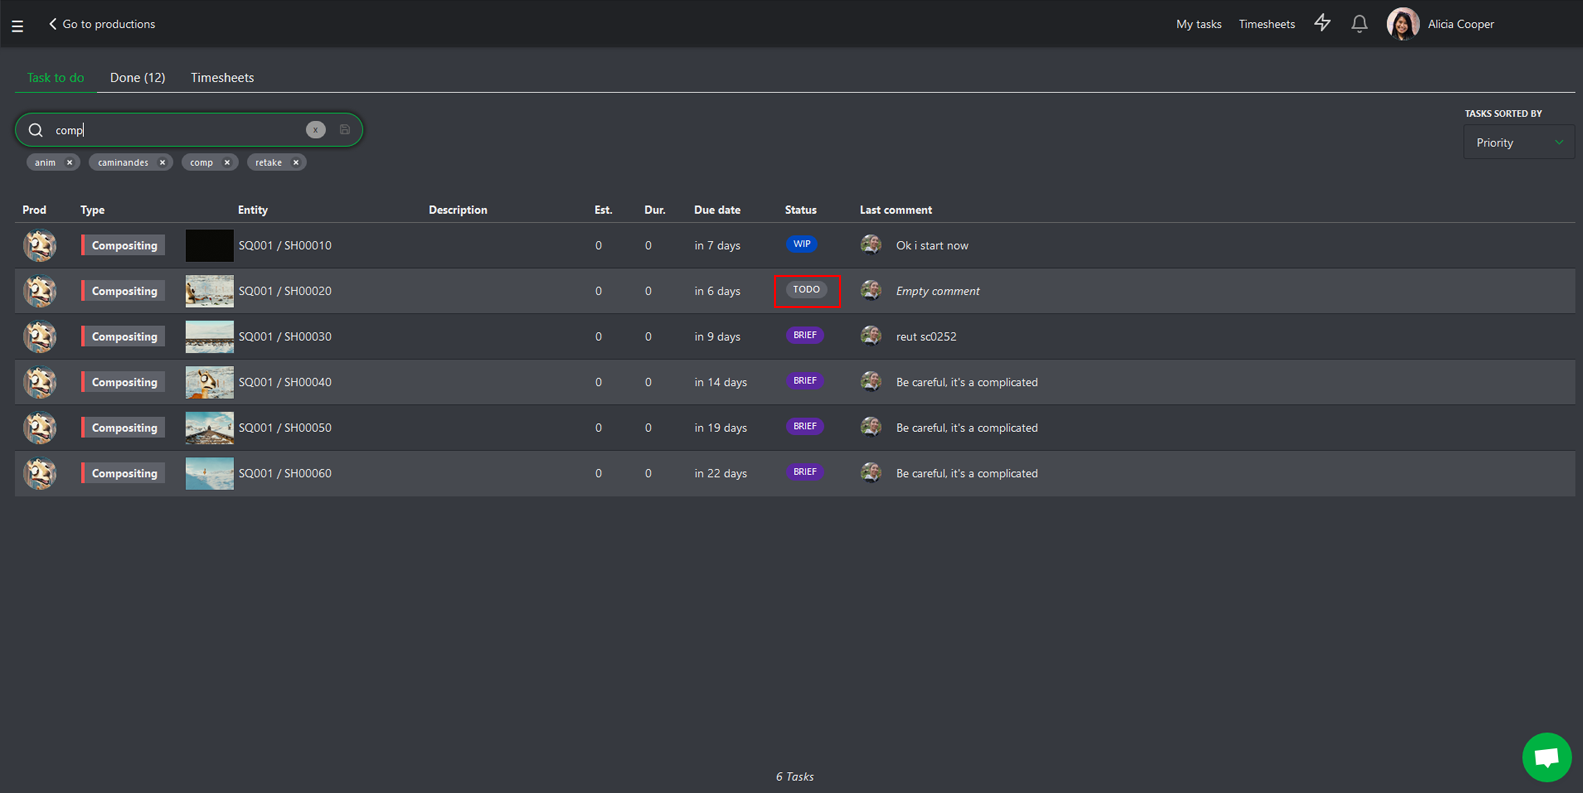 Go to productions
My tasks Timesheets Alicia Cooper
Task to do Done (12) Timesheets
comp x
TASKS SORTED BY
Priority
anim × caminandes × comp × retake ×
Prod Type Entity Description Est. Dur. Due date Status Last comment
Compositing SQ001 / SH00010 0 0 in 7 days WIP Ok i start now
Compositing SQ001 / SH00020 0 0 in 6 days TODO Empty comment
Compositing SQ001 / SH00030 0 0 in 9 days BRIEF reut sc0252
Compositing SQ001 / SH00040 0 0 in 14 days BRIEF Be careful, it's a complicated
Compositing SQ001 / SH00050 0 0 in 19 days BRIEF Be careful, it's a complicated
Compositing SQ001 / SH00060 0 0 in 22 days BRIEF Be careful, it's a complicated
6 Tasks